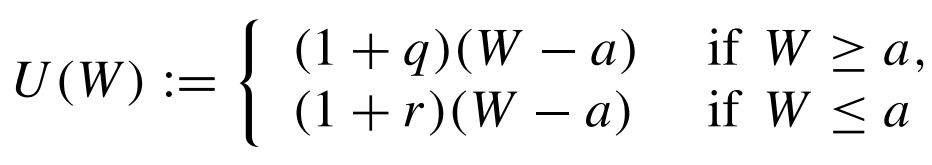 U(W) := { (1 + q)(W − a) if W ≥ a,
(1 + r)(W − a) if W ≤ a